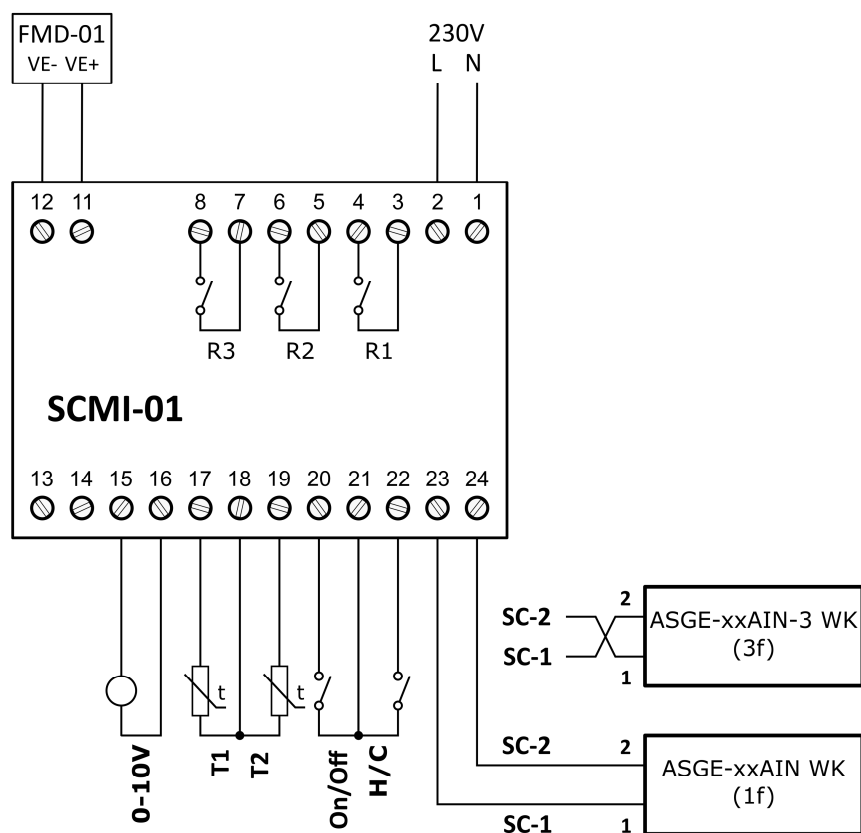 FMD-01
VE- VE+
230V
L N
12 11 8 7 6 5 4 3 2 1
R3 R2 R1
SCMI-01
13 14 15 16 17 18 19 20 21 22 23 24
0-10V
t
T1
T2
t
On/Off
H/C
SC-2 2
SC-1 1
ASGE-xxAIN-3 WK
(3f)
SC-2 2
SC-1 1
ASGE-xxAIN WK
(1f)